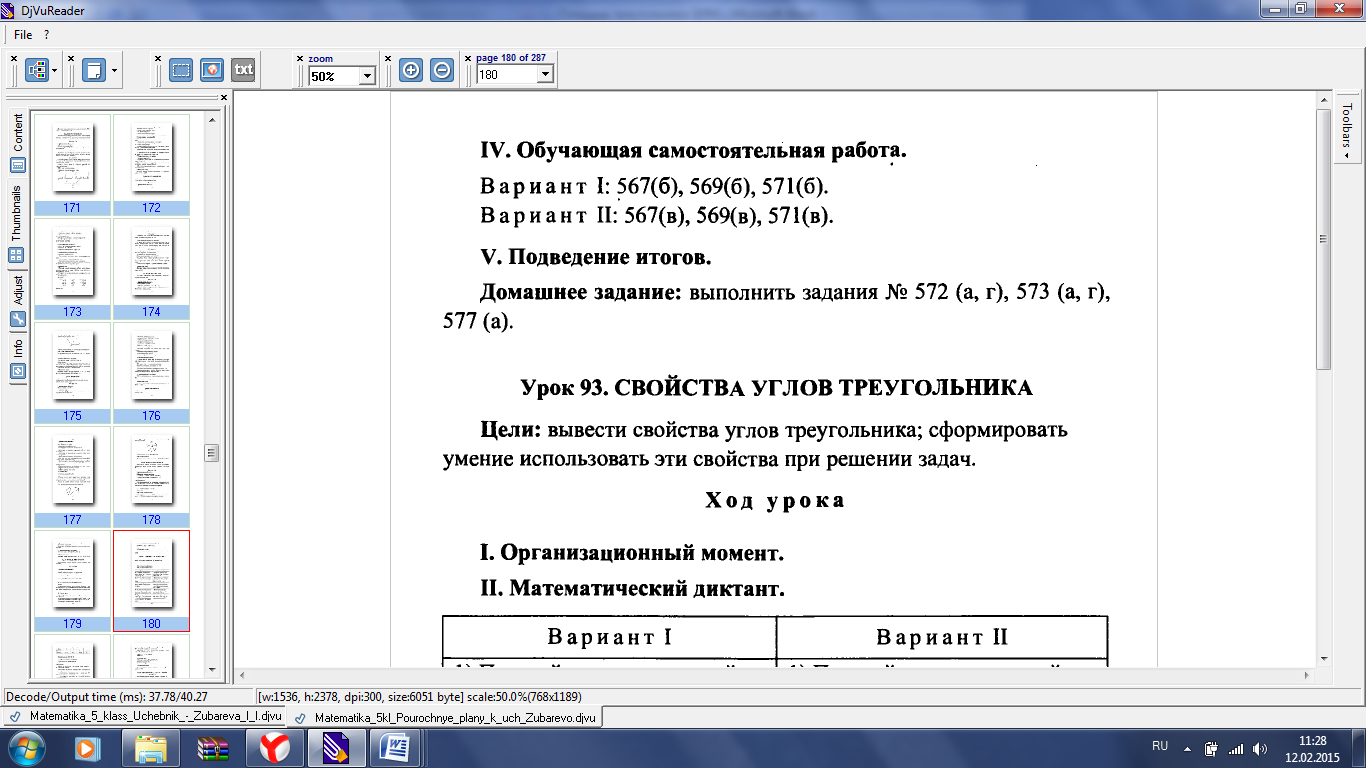 DjVuReader
File ?
zoom
50%
page 180 of 287
180
txt
Content
Thumbnails
Adjust
Info
Toolbars
171 172
173 174
175 176
177 178
179 180
IV. Обучающая самостоятельная работа.
Вариант I: 567(б), 569(б), 571(б).
Вариант II: 567(в), 569(в), 571(в).
V. Подведение итогов.
Домашнее задание: выполнить задания № 572 (а, г), 573 (а, г),
577 (а).
Урок 93. СВОЙСТВА УГЛОВ ТРЕУГОЛЬНИКА
Цели: вывести свойства углов треугольника; сформировать
умение использовать эти свойства при решении задач.
Ход урока
I. Организационный момент.
II. Математический диктант.
Вариант I Вариант II
Decode/Output time (ms): 37.78/40.27 [w:1536, h:2378, dpi:300, size:6051 byte] scale:50.0%(768x1189)
Matematika_5_klass_Uchebnik_-_Zubareva_I_I.djvu Matematika_5kl_Pourochnye_plany_k_uch_Zubarevo.djvu
RU
11:28
12.02.2015